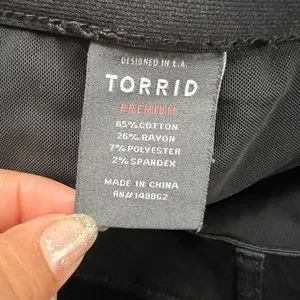 DESIGNED IN L.A.
TORRID
PREMIUM
65% COTTON
26% RAYON
7% POLYESTER
2% SPANDEX
MADE IN CHINA
RN# 148862